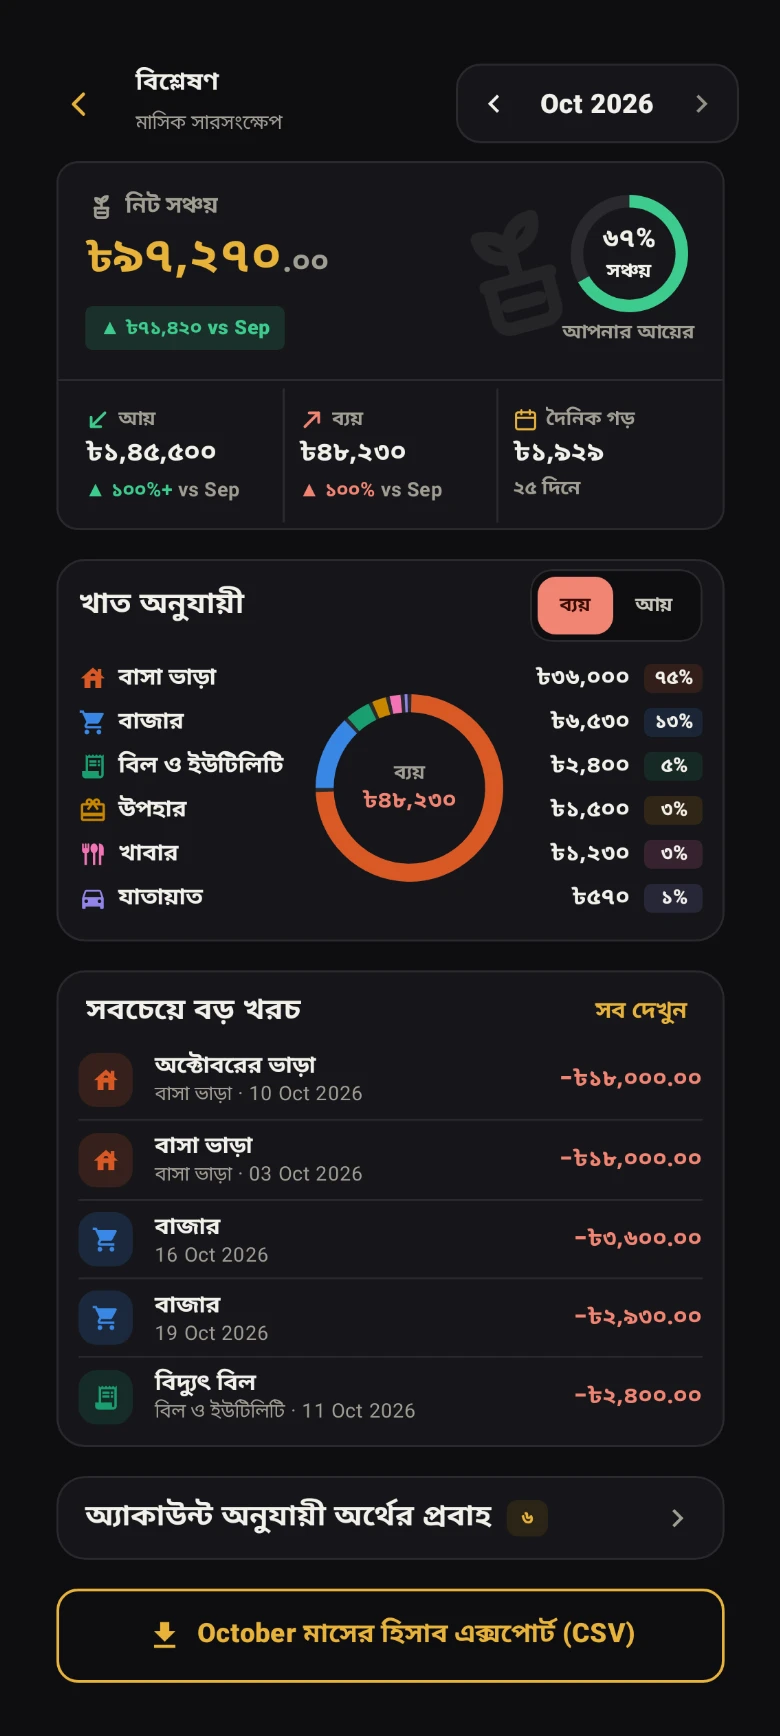 বিশ্লেষণ
মাসিক সারসংক্ষেপ
Oct 2026
নিট সঞ্চয়
৳৯৭,২৭০.০০
▲ ৳৭১,৪২০ vs Sep
৬৭%
সঞ্চয়
আপনার আয়ের
আয়
৳১,৪৫,৫০০
▲ ১০০%+ vs Sep
ব্যয়
৳৪৮,২৩০
▲ ১০০% vs Sep
দৈনিক গড়
৳১,৯২৯
২৫ দিনে
খাত অনুযায়ী
ব্যয়
আয়
বাসা ভাড়া ৳৩৬,০০০ ৭৫%
বাজার ৳৬,৫৩০ ১৩%
বিল ও ইউটিলিটি ৳২,৪০০ ৫%
উপহার ৳১,৫০০ ৩%
খাবার ৳১,২৩০ ৩%
যাতায়াত ৳৫৭০ ১%
ব্যয়
৳৪৮,২৩০
সবচেয়ে বড় খরচ
সব দেখুন
অক্টোবরের ভাড়া
বাসা ভাড়া · 10 Oct 2026
−৳১৮,০০০.০০
বাসা ভাড়া
বাসা ভাড়া · 03 Oct 2026
−৳১৮,০০০.০০
বাজার
16 Oct 2026
−৳৩,৬০০.০০
বাজার
19 Oct 2026
−৳২,৯৩০.০০
বিদ্যুৎ বিল
বিল ও ইউটিলিটি · 11 Oct 2026
−৳২,৪০০.০০
অ্যাকাউন্ট অনুযায়ী অর্থের প্রবাহ ৬
October মাসের হিসাব এক্সপোর্ট (CSV)